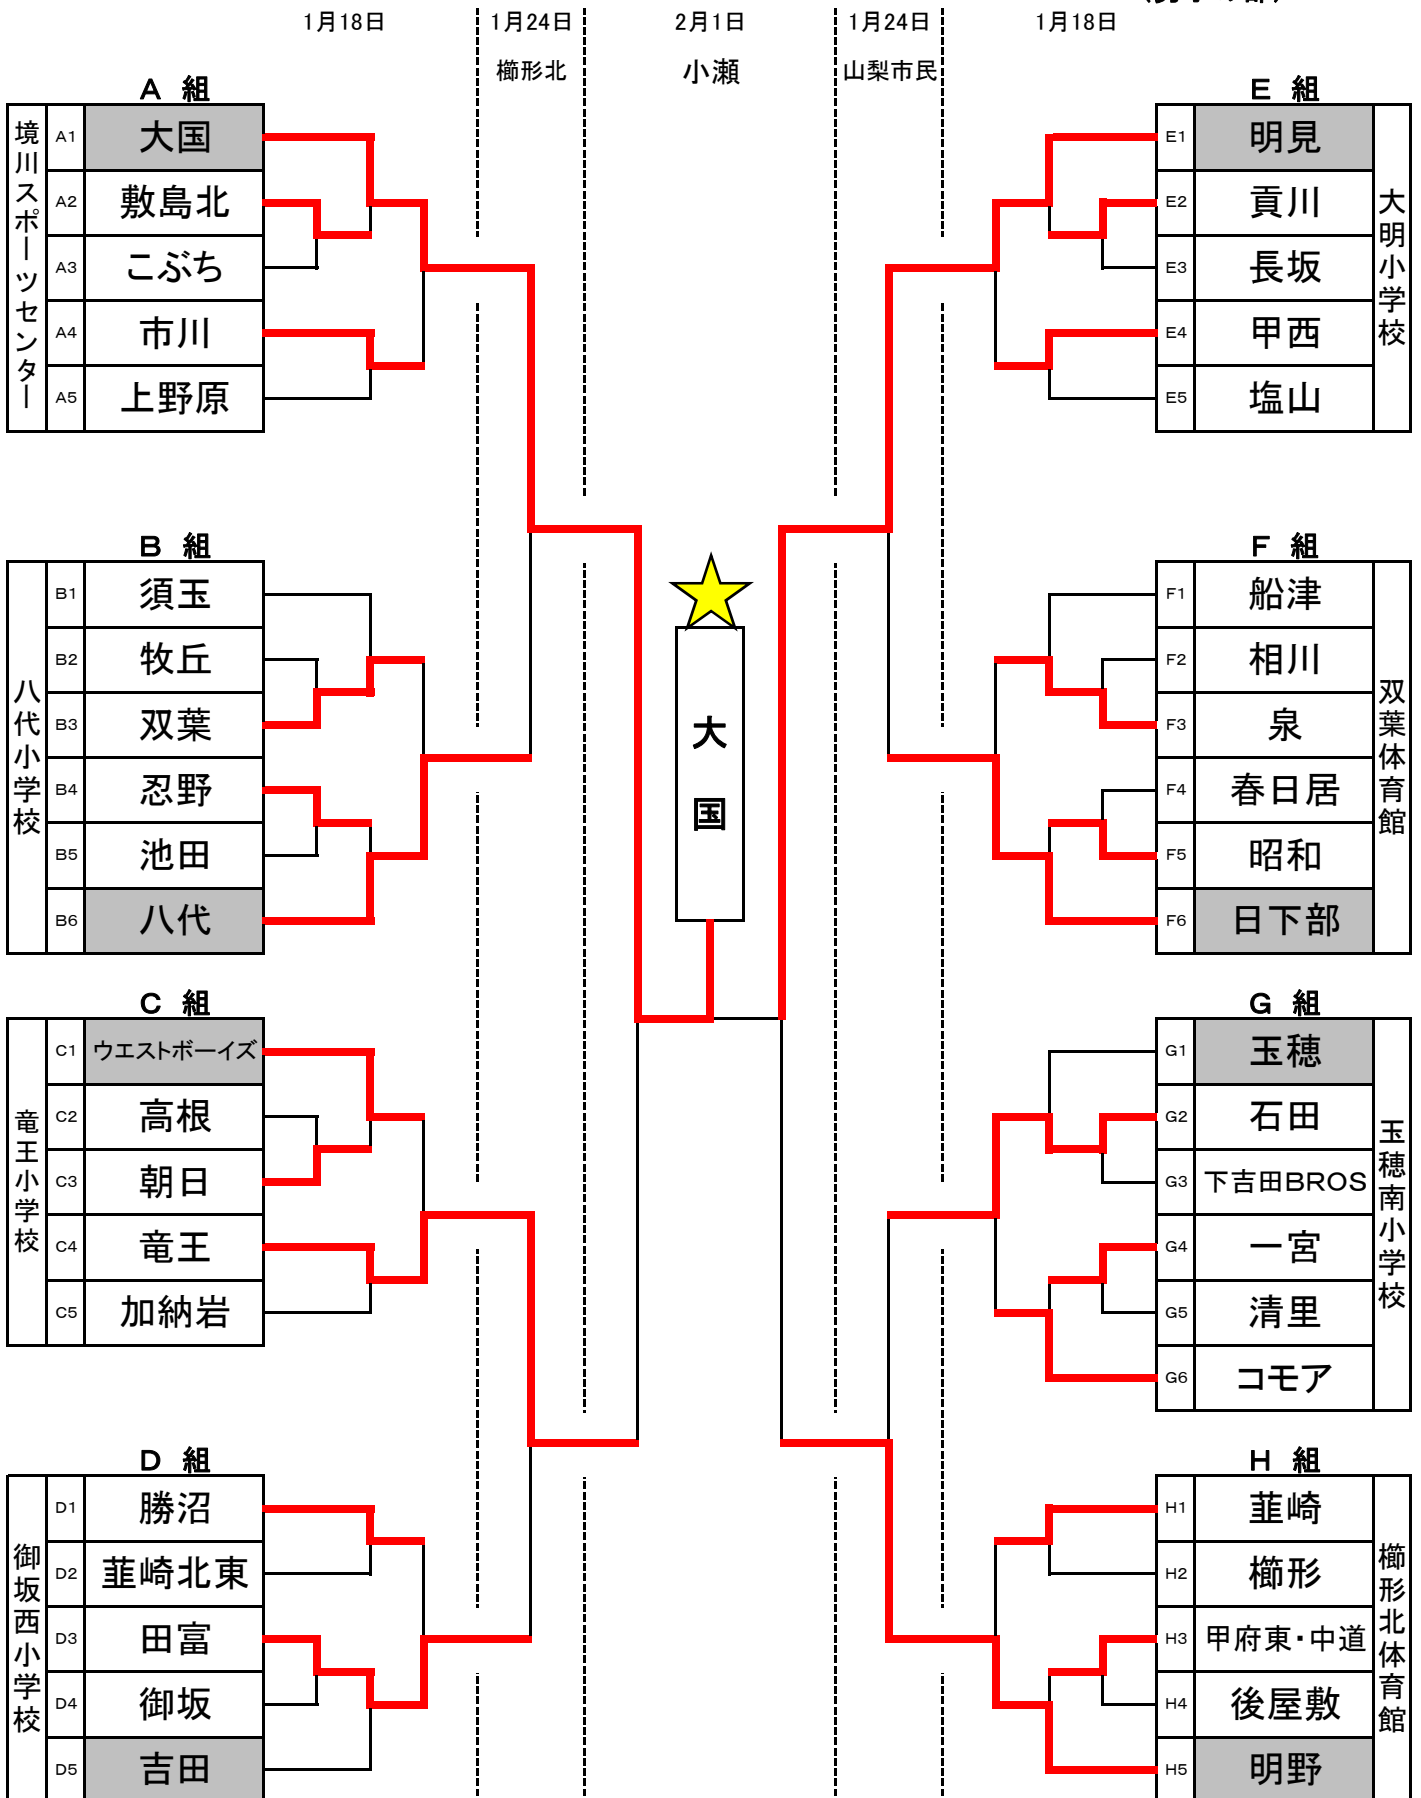 1月18日 1月24日 2月1日 1月24日 1月18日
櫛形北 小瀬 山梨市民
A 組
境川スポーツセンター
A1 大国
A2 敷島北
A3 こぶち
A4 市川
A5 上野原
B 組
八代小学校
B1 須玉
B2 牧丘
B3 双葉
B4 忍野
B5 池田
B6 八代
C 組
竜王小学校
C1 ウエストボーイズ
C2 高根
C3 朝日
C4 竜王
C5 加納岩
D 組
御坂西小学校
D1 勝沼
D2 韮崎北東
D3 田富
D4 御坂
D5 吉田
大国
E 組
大明小学校
E1 明見
E2 貢川
E3 長坂
E4 甲西
E5 塩山
F 組
双葉体育館
F1 船津
F2 相川
F3 泉
F4 春日居
F5 昭和
F6 日下部
G 組
玉穂南小学校
G1 玉穂
G2 石田
G3 下吉田BROS
G4 一宮
G5 清里
G6 コモア
H 組
櫛形北体育館
H1 韮崎
H2 櫛形
H3 甲府東・中道
H4 後屋敷
H5 明野